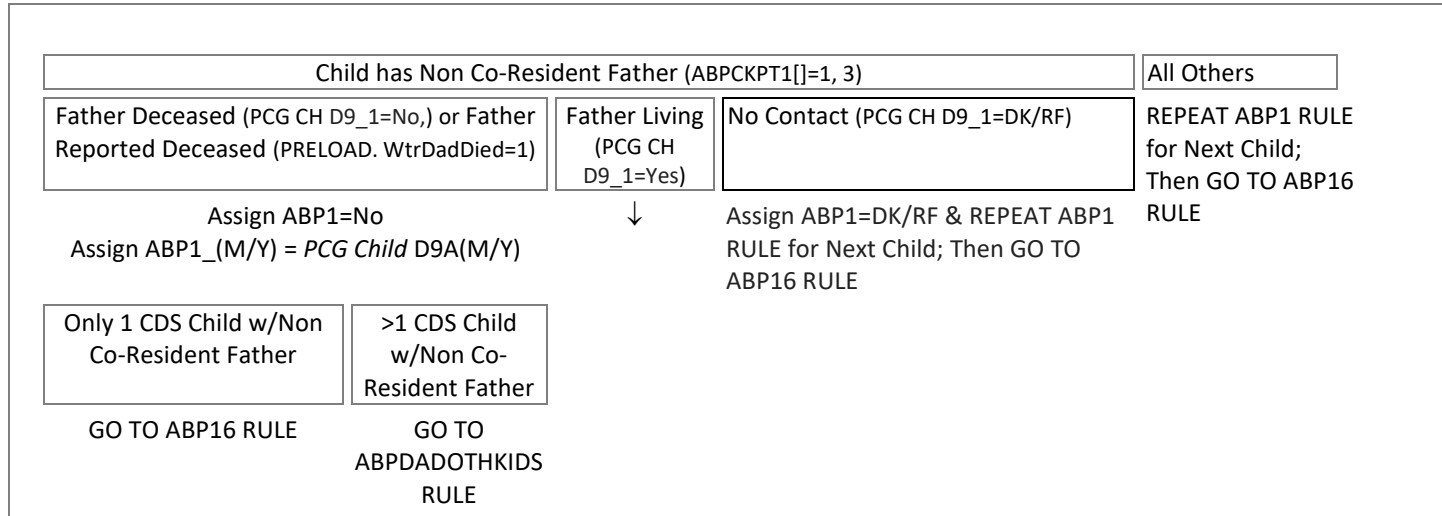 Child has Non Co-Resident Father (ABPCKPT1[]=1, 3)
All Others
Father Deceased (PCG CH D9_1=No,) or Father
Reported Deceased (PRELOAD. WtrDadDied=1)
Father Living
(PCG CH
D9_1=Yes)
No Contact (PCG CH D9_1=DK/RF)
REPEAT ABP1 RULE
for Next Child;
Then GO TO ABP16
RULE
Assign ABP1=No
Assign ABP1_(M/Y) = PCG Child D9A(M/Y)
↓
Assign ABP1=DK/RF & REPEAT ABP1
RULE for Next Child; Then GO TO
ABP16 RULE
Only 1 CDS Child w/Non
Co-Resident Father
>1 CDS Child
w/Non Co-
Resident Father
GO TO ABP16 RULE
GO TO
ABPDADOTHKIDS
RULE